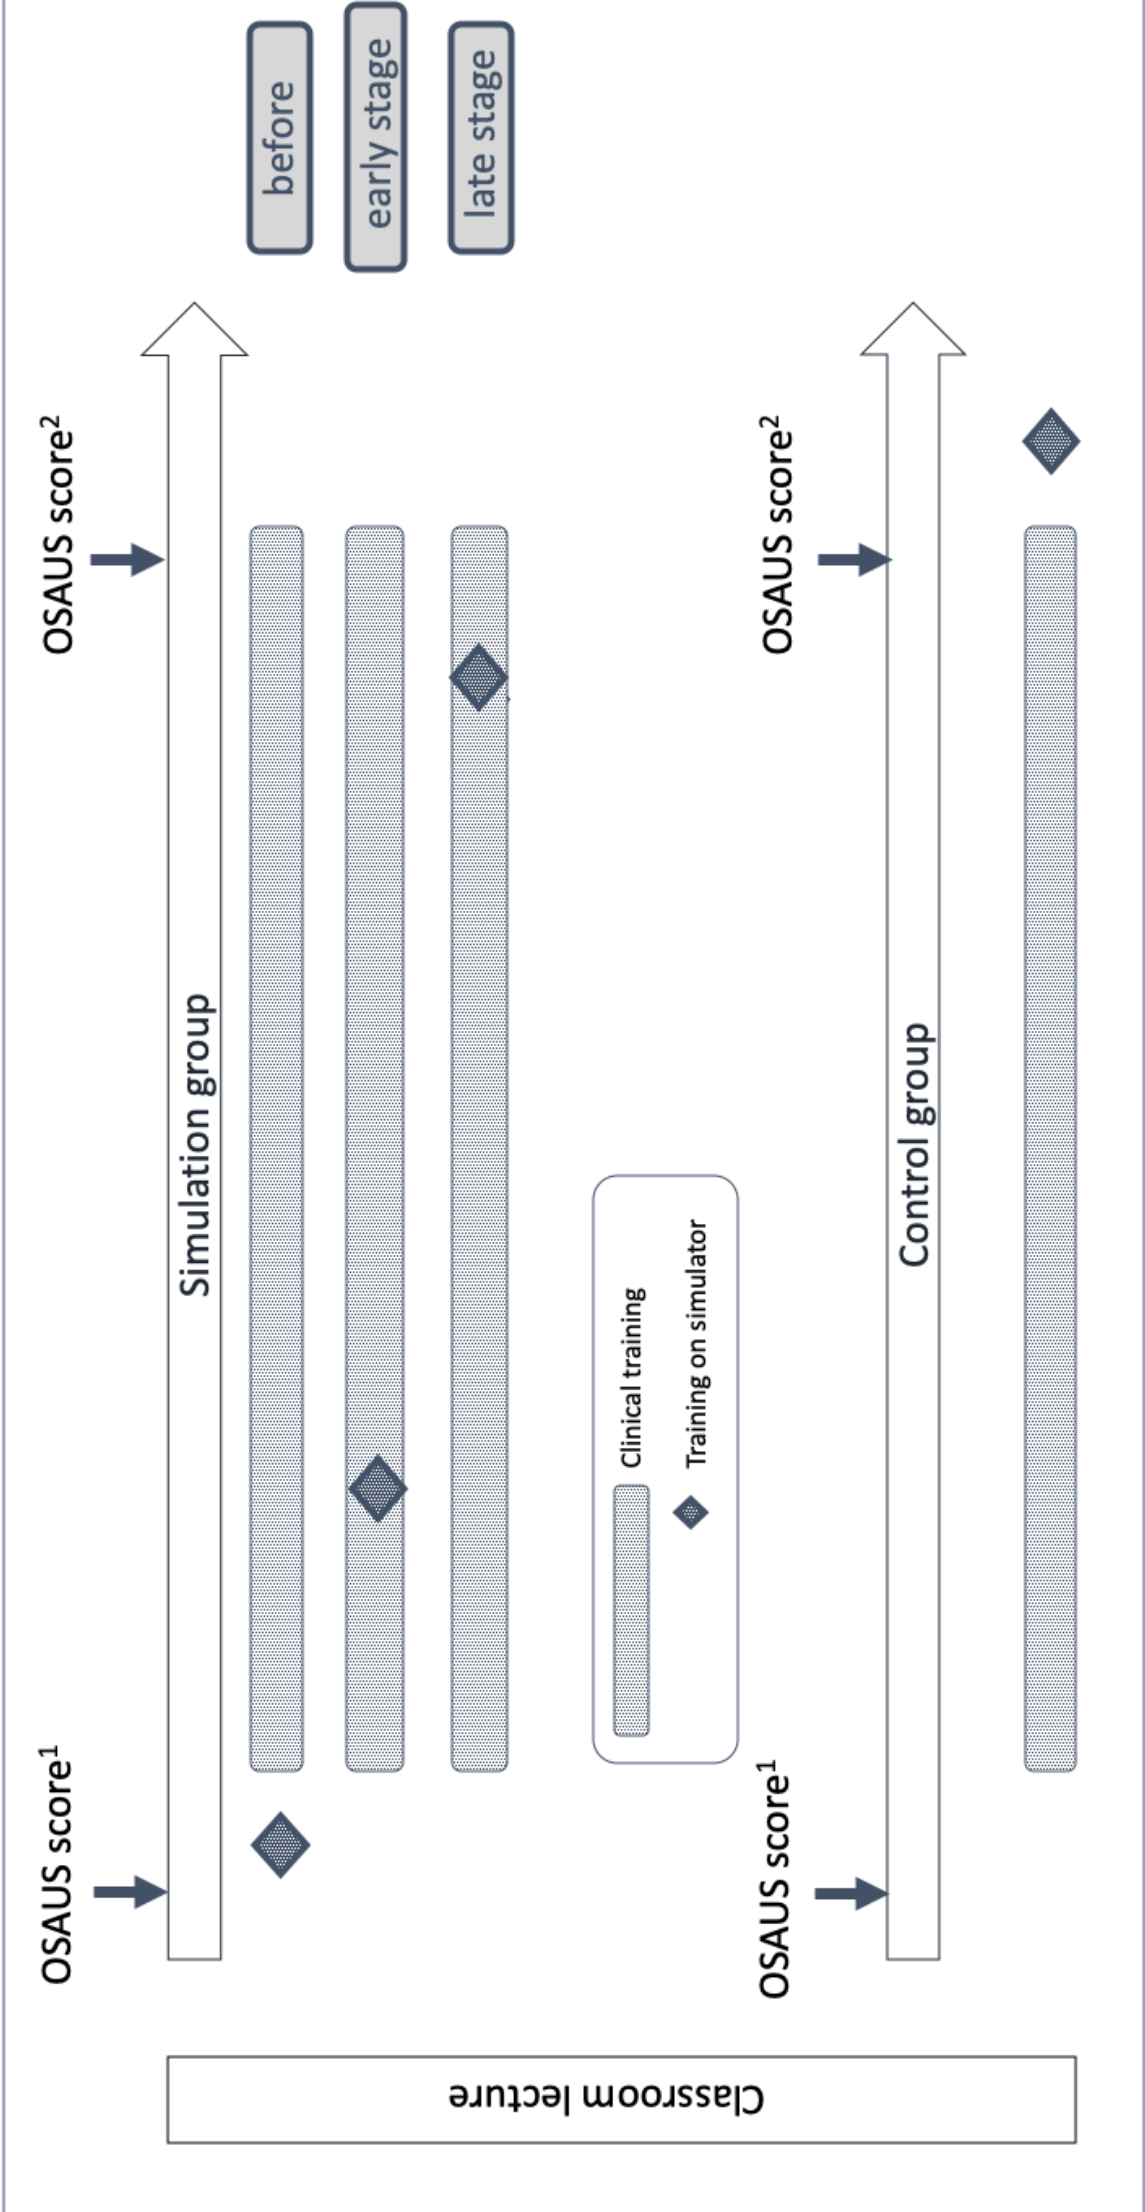 Classroom lecture
OSAUS score¹
OSAUS score²
Simulation group
before
early stage
late stage
Clinical training
Training on simulator
OSAUS score¹
OSAUS score²
Control group